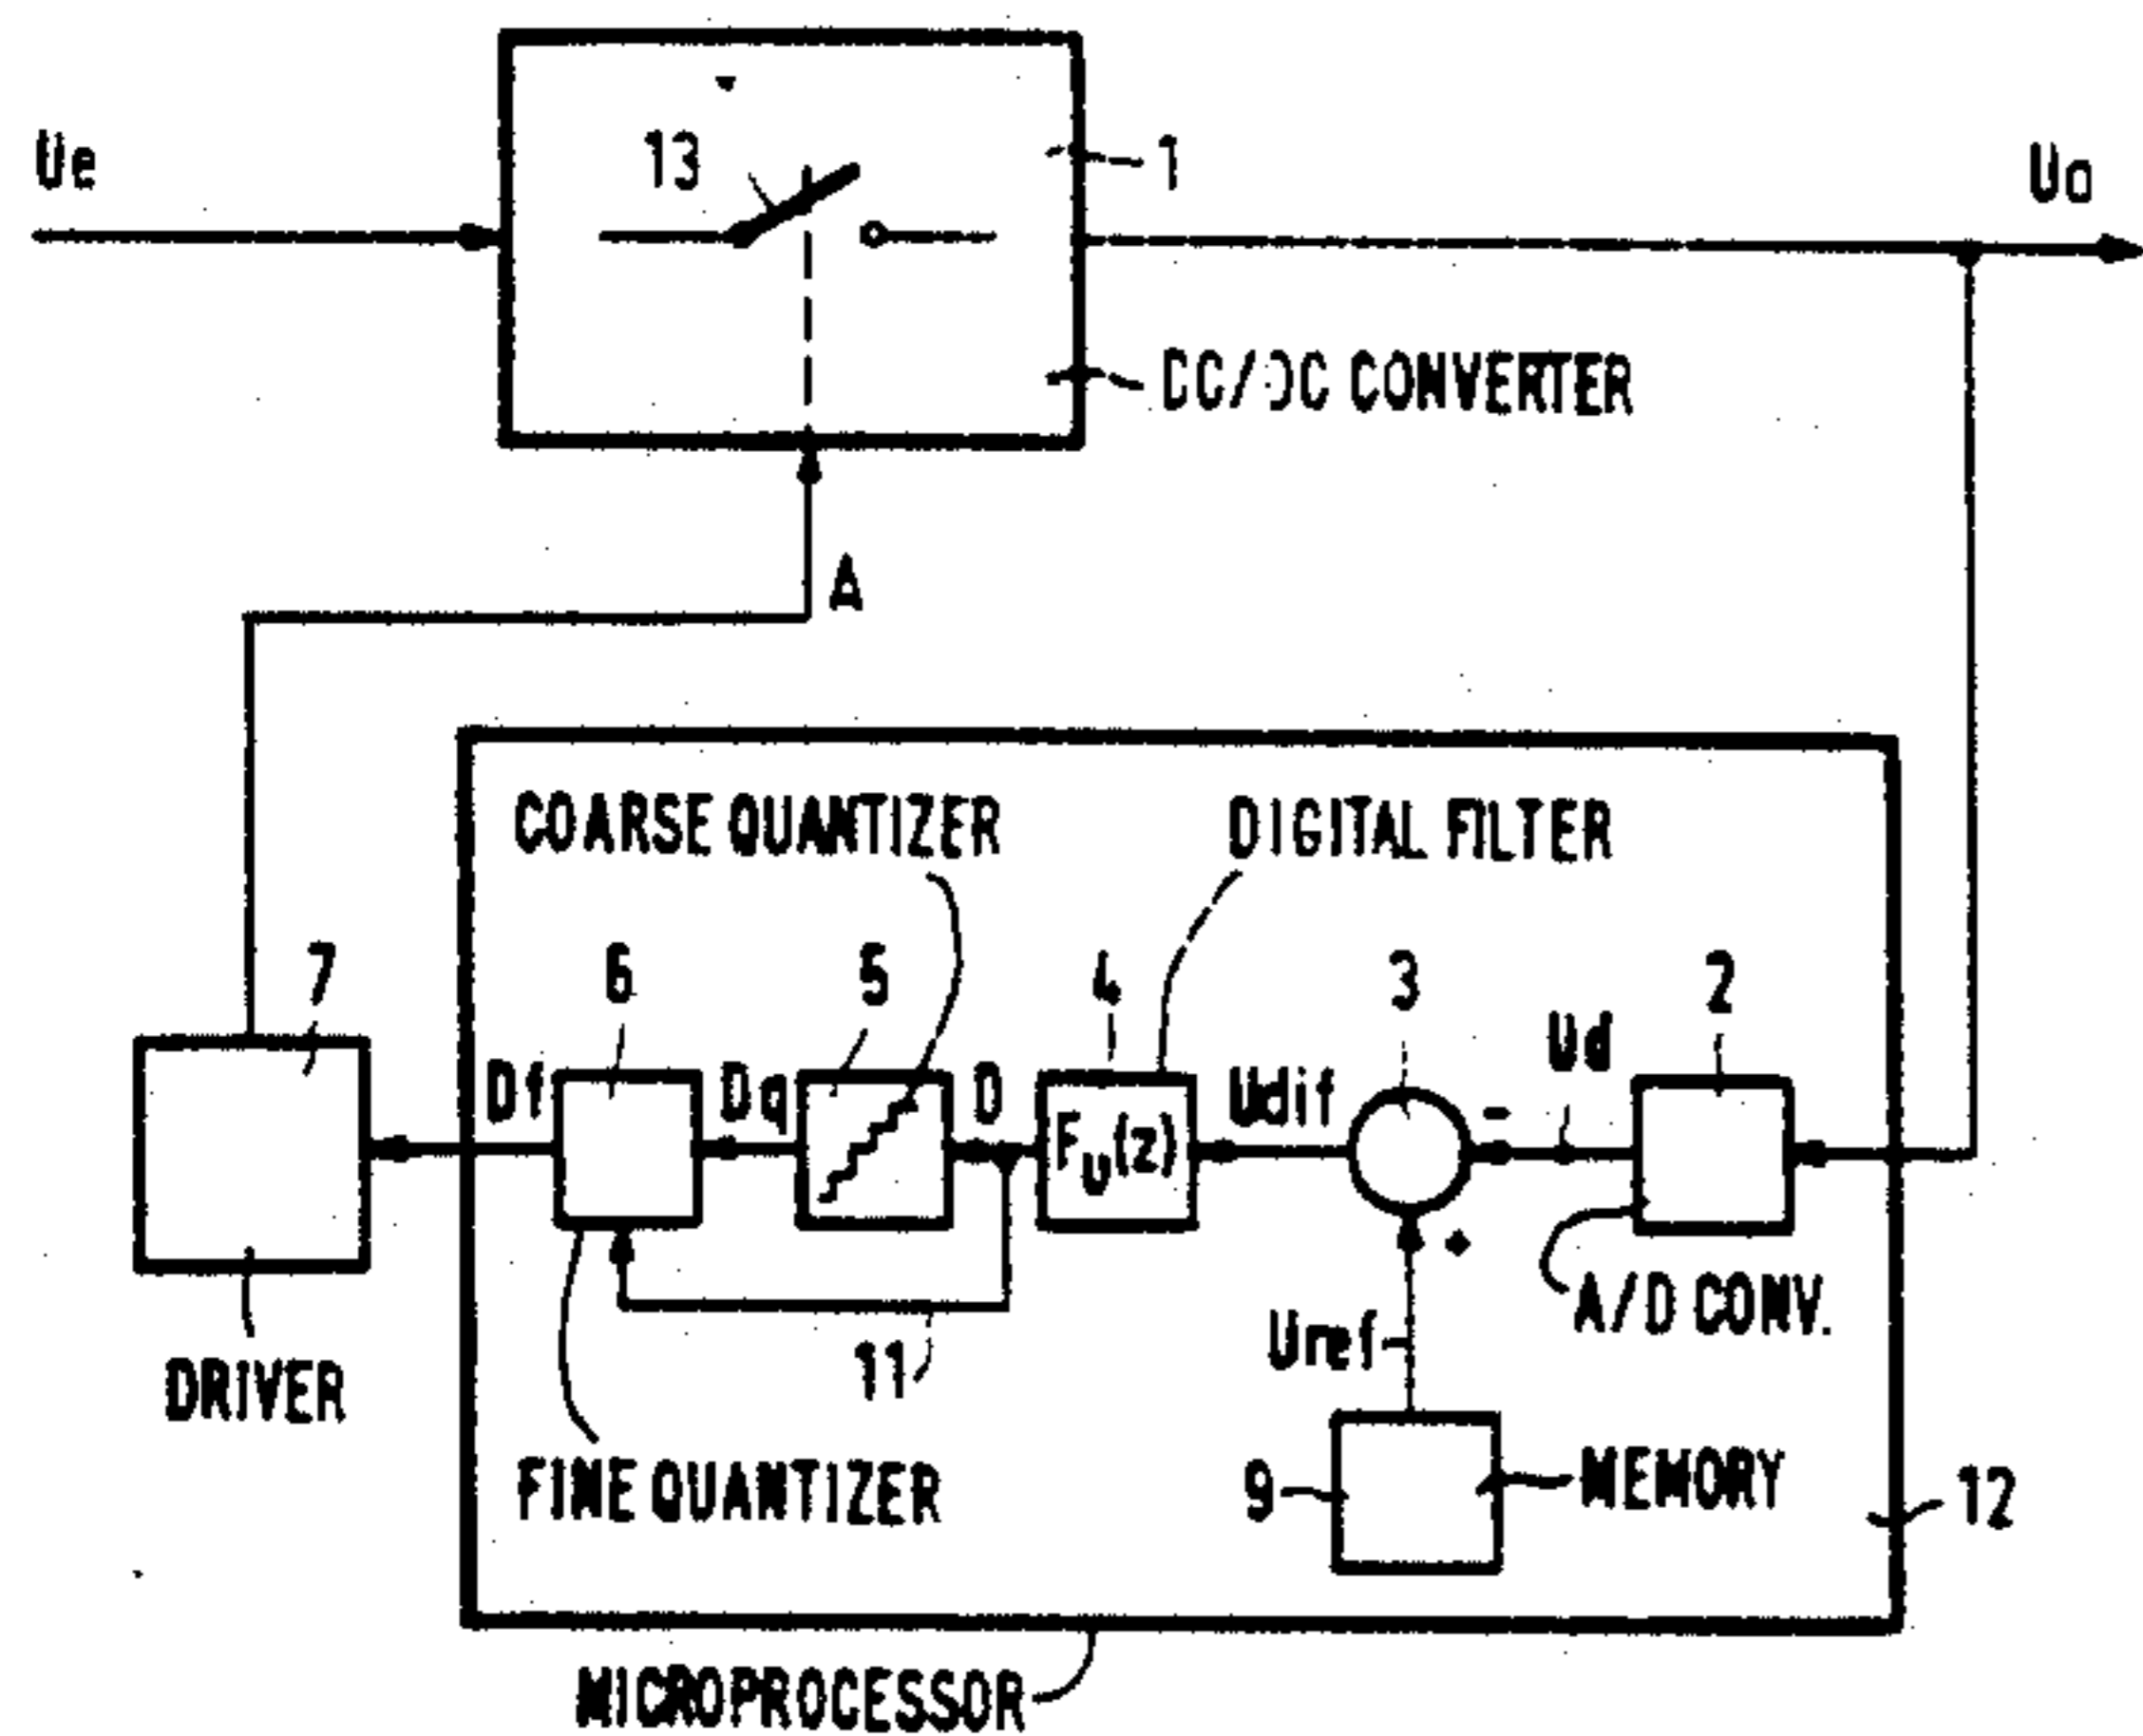 Ue
13
1
Uo
DC/DC CONVERTER
A
COARSE QUANTIZER
DIGITAL FILTER
7
6
5
4
3
2
Df
Dq
D
Fu(z)
Udif
-
Ud
+
A/D CONV.
11
Uref
DRIVER
FINE QUANTIZER
9
MEMORY
12
MICROPROCESSOR